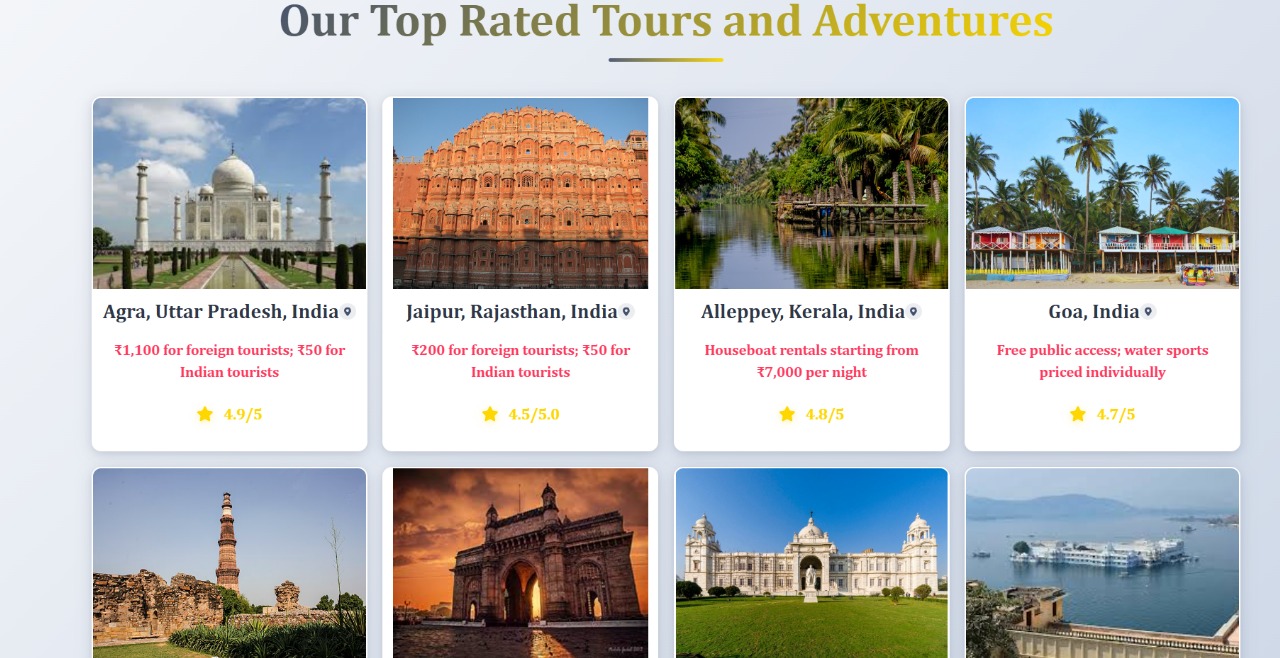 Our Top Rated Tours and Adventures
Agra, Uttar Pradesh, India
₹1,100 for foreign tourists; ₹50 for
Indian tourists
4.9/5
Jaipur, Rajasthan, India
₹200 for foreign tourists; ₹50 for
Indian tourists
4.5/5.0
Alleppey, Kerala, India
Houseboat rentals starting from
₹7,000 per night
4.8/5
Goa, India
Free public access; water sports
priced individually
4.7/5